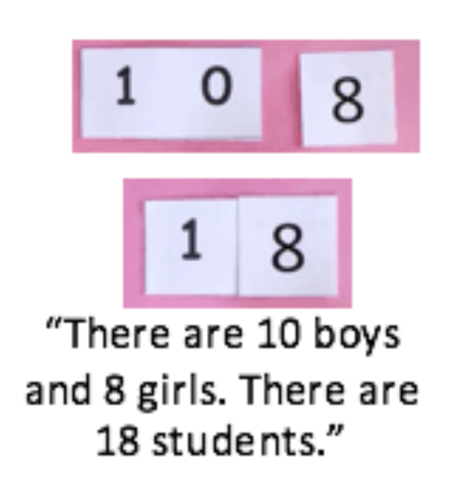 1 0 8
1 8
“There are 10 boys
and 8 girls. There are
18 students.”